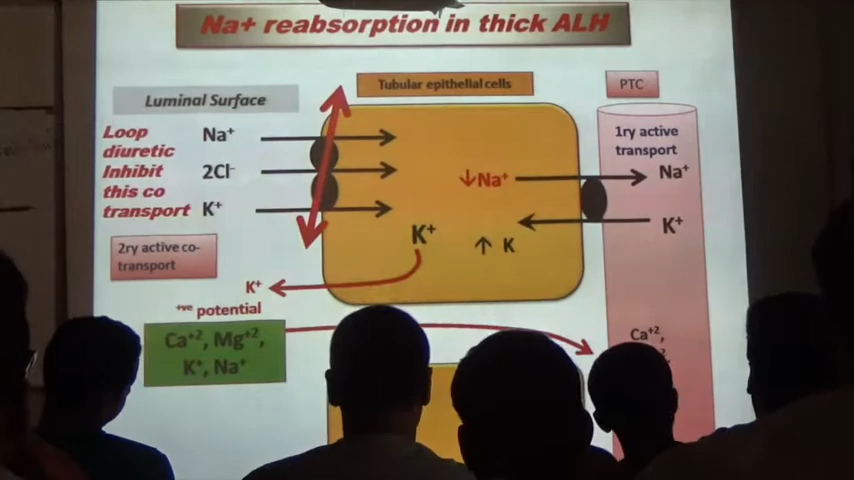 Na+ reabsorption in thick ALH
Tubular epithelial cells
PTC
Luminal Surface
Loop
diuretic
Inhibit
this co
transport
Na⁺
2Cl⁻
K⁺
1ry active
transport
↓Na⁺
Na⁺
K⁺
↑ K
K⁺
2ry active co-
transport
K⁺
⁺ᵛᵉ potential
Ca⁺², Mg⁺²,
K⁺, Na⁺
Ca⁺²,